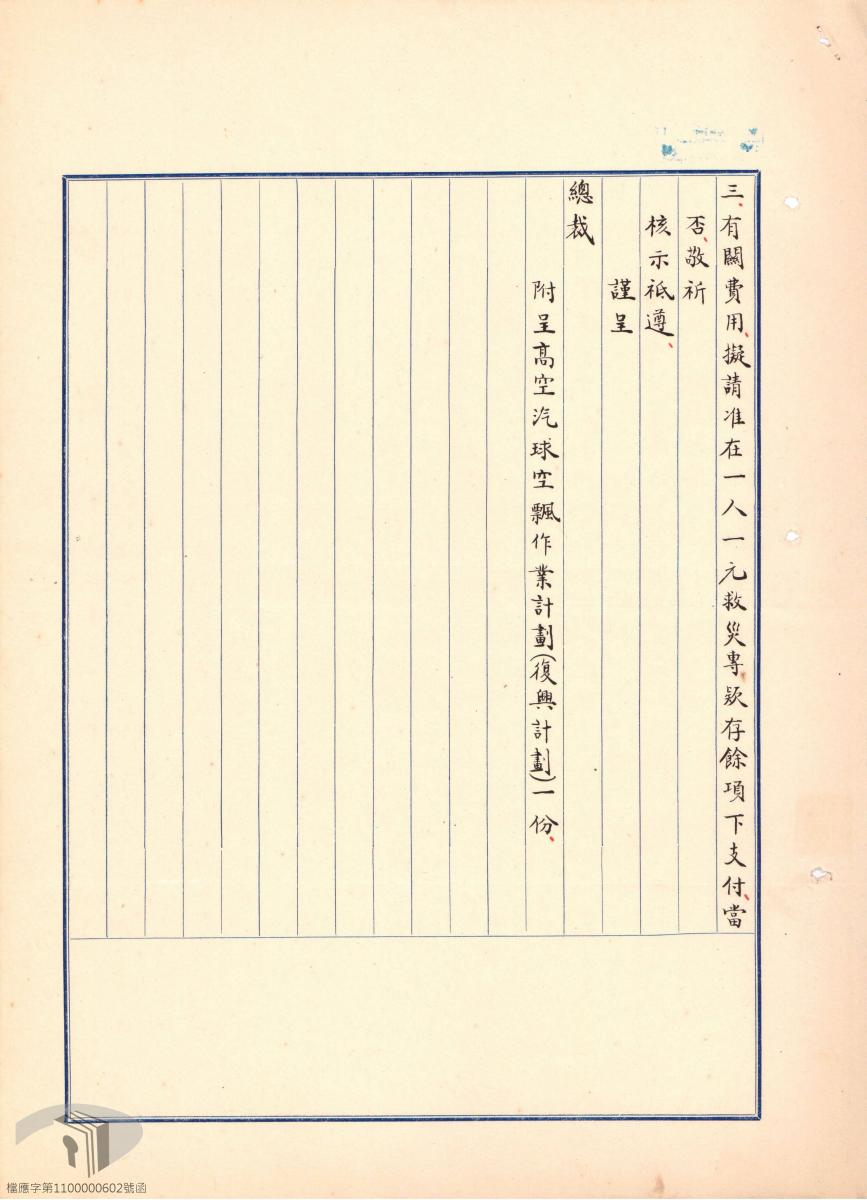 三、有關費用、擬請准在一人一元救災專款存餘項下支付、當
否、敬祈
核示祇遵、
謹呈
總裁
附呈高空汽球空飄作業計劃(復興計劃)一份、
檔應字第1100000602號函